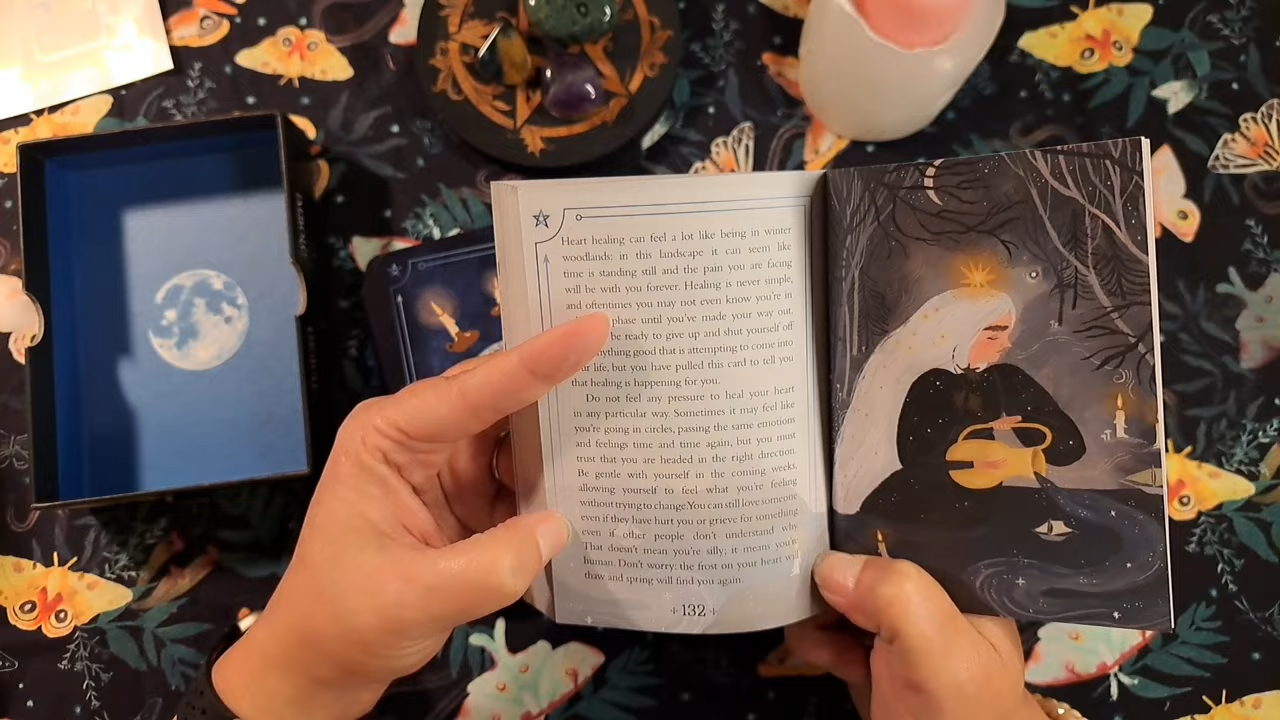 Heart healing can feel a lot like being in winter
woodlands: in this landscape it can seem like
time is standing still and the pain you are facing
will be with you forever. Healing is never simple,
and oftentimes you may not even know you're in
phase until you've made your way out.
be ready to give up and shut yourself off
anything good that is attempting to come into
life, but you have pulled this card to tell you
that healing is happening for you.
Do not feel any pressure to heal your heart
in any particular way. Sometimes it may feel like
you're going in circles, passing the same emotions
and feelings time and time again, but you must
trust that you are headed in the right direction.
Be gentle with yourself in the coming weeks,
allowing yourself to feel what you're feeling
without trying to change. You can still love someone
even if they have hurt you or grieve for something
even if other people don't understand why.
That doesn't mean you're silly; it means you're
human. Don't worry: the frost on your heart will
thaw and spring will find you again.
132